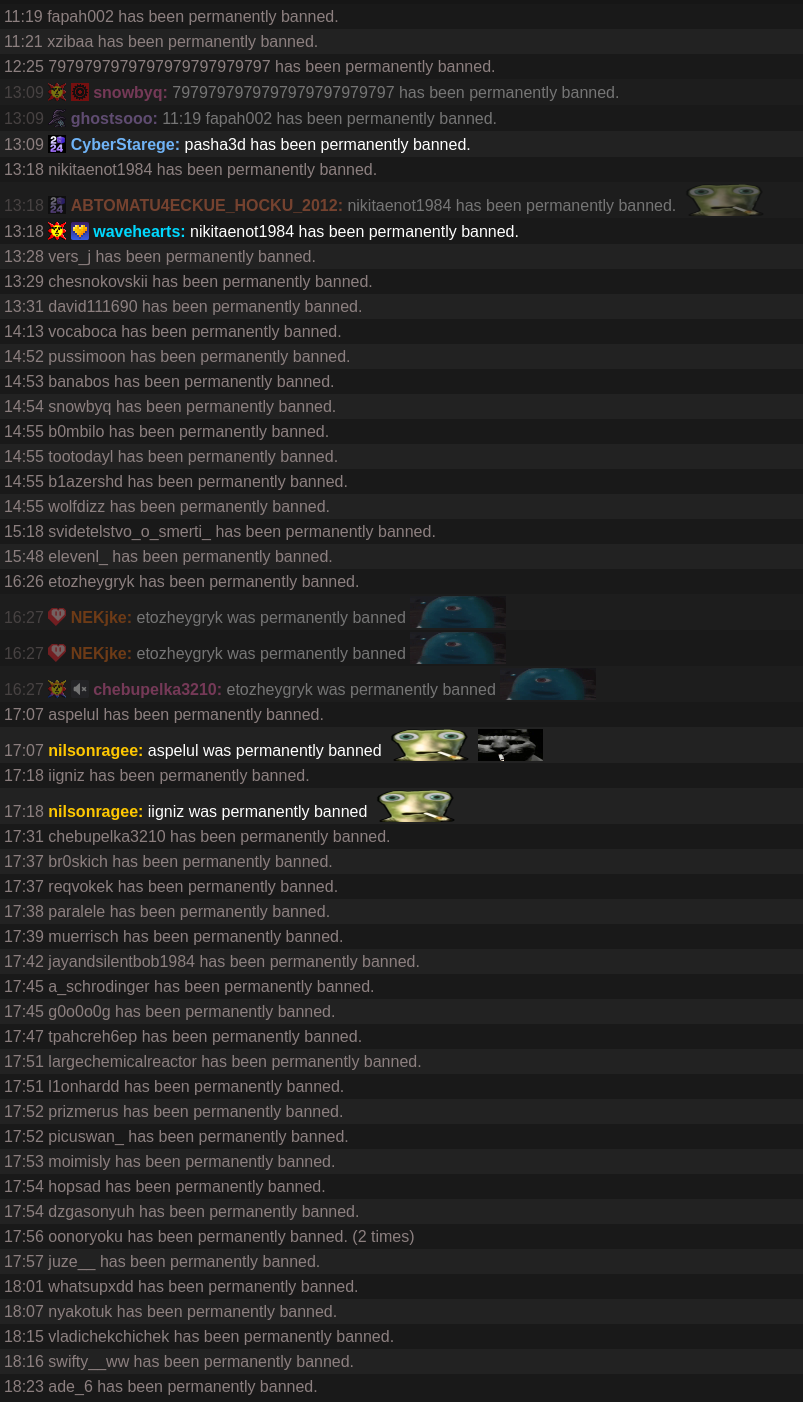 11:19 fapah002 has been permanently banned.
11:21 xzibaa has been permanently banned.
12:25 7979797979797979797979797 has been permanently banned.
13:09 snowbyq: 7979797979797979797979797 has been permanently banned.
13:09 ghostsooo: 11:19 fapah002 has been permanently banned.
13:09 CyberStarege: pasha3d has been permanently banned.
13:18 nikitaenot1984 has been permanently banned.
13:18 ABTOMATU4ECKUE_HOCKU_2012: nikitaenot1984 has been permanently banned.
13:18 wavehearts: nikitaenot1984 has been permanently banned.
13:28 vers_j has been permanently banned.
13:29 chesnokovskii has been permanently banned.
13:31 david111690 has been permanently banned.
14:13 vocaboca has been permanently banned.
14:52 pussimoon has been permanently banned.
14:53 banabos has been permanently banned.
14:54 snowbyq has been permanently banned.
14:55 b0mbilo has been permanently banned.
14:55 tootodayl has been permanently banned.
14:55 b1azershd has been permanently banned.
14:55 wolfdizz has been permanently banned.
15:18 svidetelstvo_o_smerti_ has been permanently banned.
15:48 elevenl_ has been permanently banned.
16:26 etozheygryk has been permanently banned.
16:27 NEKjke: etozheygryk was permanently banned
16:27 NEKjke: etozheygryk was permanently banned
16:27 chebupelka3210: etozheygryk was permanently banned
17:07 aspelul has been permanently banned.
17:07 nilsonragee: aspelul was permanently banned
17:18 iigniz has been permanently banned.
17:18 nilsonragee: iigniz was permanently banned
17:31 chebupelka3210 has been permanently banned.
17:37 br0skich has been permanently banned.
17:37 reqvokek has been permanently banned.
17:38 paralele has been permanently banned.
17:39 muerrisch has been permanently banned.
17:42 jayandsilentbob1984 has been permanently banned.
17:45 a_schrodinger has been permanently banned.
17:45 g0o0o0g has been permanently banned.
17:47 tpahcreh6ep has been permanently banned.
17:51 largechemicalreactor has been permanently banned.
17:51 l1onhardd has been permanently banned.
17:52 prizmerus has been permanently banned.
17:52 picuswan_ has been permanently banned.
17:53 moimisly has been permanently banned.
17:54 hopsad has been permanently banned.
17:54 dzgasonyuh has been permanently banned.
17:56 oonoryoku has been permanently banned. (2 times)
17:57 juze__ has been permanently banned.
18:01 whatsupxdd has been permanently banned.
18:07 nyakotuk has been permanently banned.
18:15 vladichekchichek has been permanently banned.
18:16 swifty__ww has been permanently banned.
18:23 ade_6 has been permanently banned.